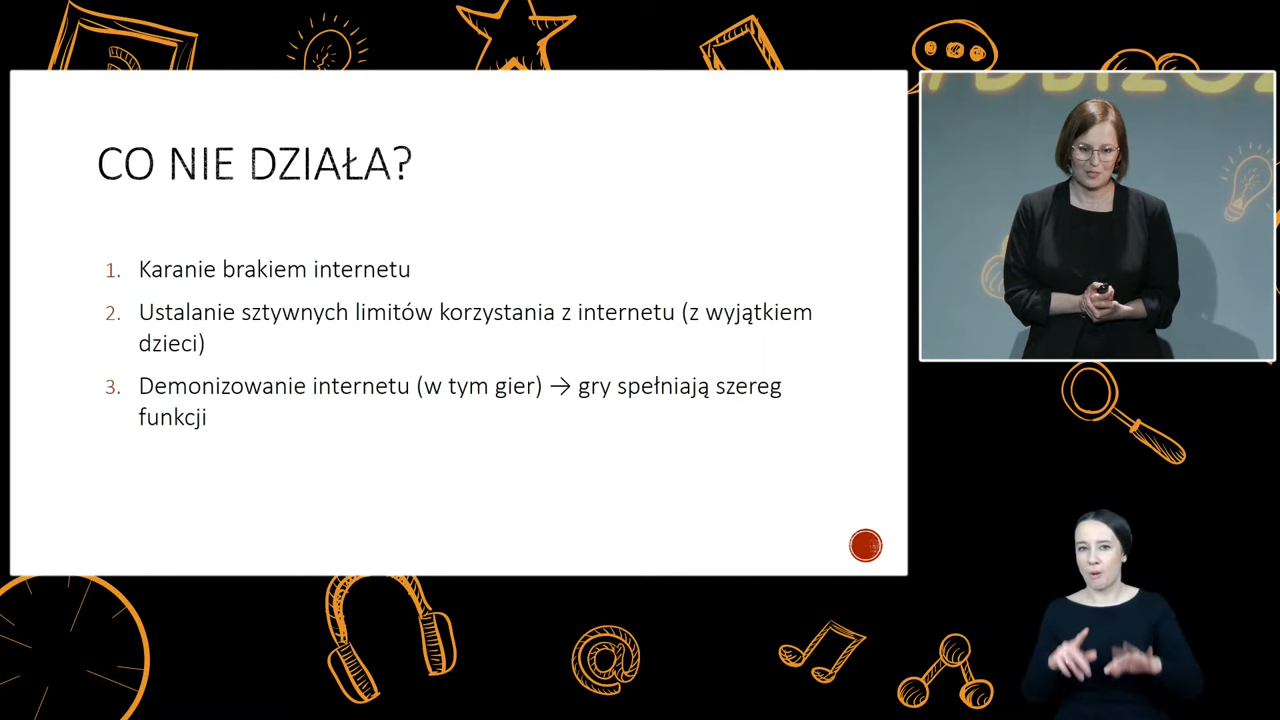 CO NIE DZIAŁA?
1. Karanie brakiem internetu
2. Ustalanie sztywnych limitów korzystania z internetu (z wyjątkiem
dzieci)
3. Demonizowanie internetu (w tym gier) → gry spełniają szereg
funkcji